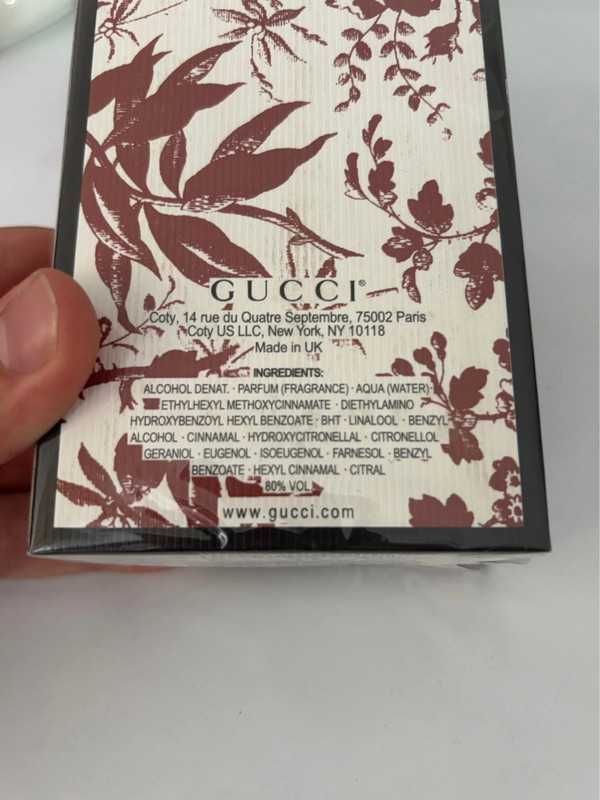 GUCCI®
Coty, 14 rue du Quatre Septembre, 75002 Paris
Coty US LLC, New York, NY 10118
Made in UK
INGREDIENTS:
ALCOHOL DENAT. · PARFUM (FRAGRANCE) · AQUA (WATER) ·
ETHYLHEXYL METHOXYCINNAMATE · DIETHYLAMINO
HYDROXYBENZOYL HEXYL BENZOATE · BHT · LINALOOL · BENZYL
ALCOHOL · CINNAMAL · HYDROXYCITRONELLAL · CITRONELLOL
GERANIOL · EUGENOL · ISOEUGENOL · FARNESOL · BENZYL
BENZOATE · HEXYL CINNAMAL · CITRAL
80% VOL
www.gucci.com